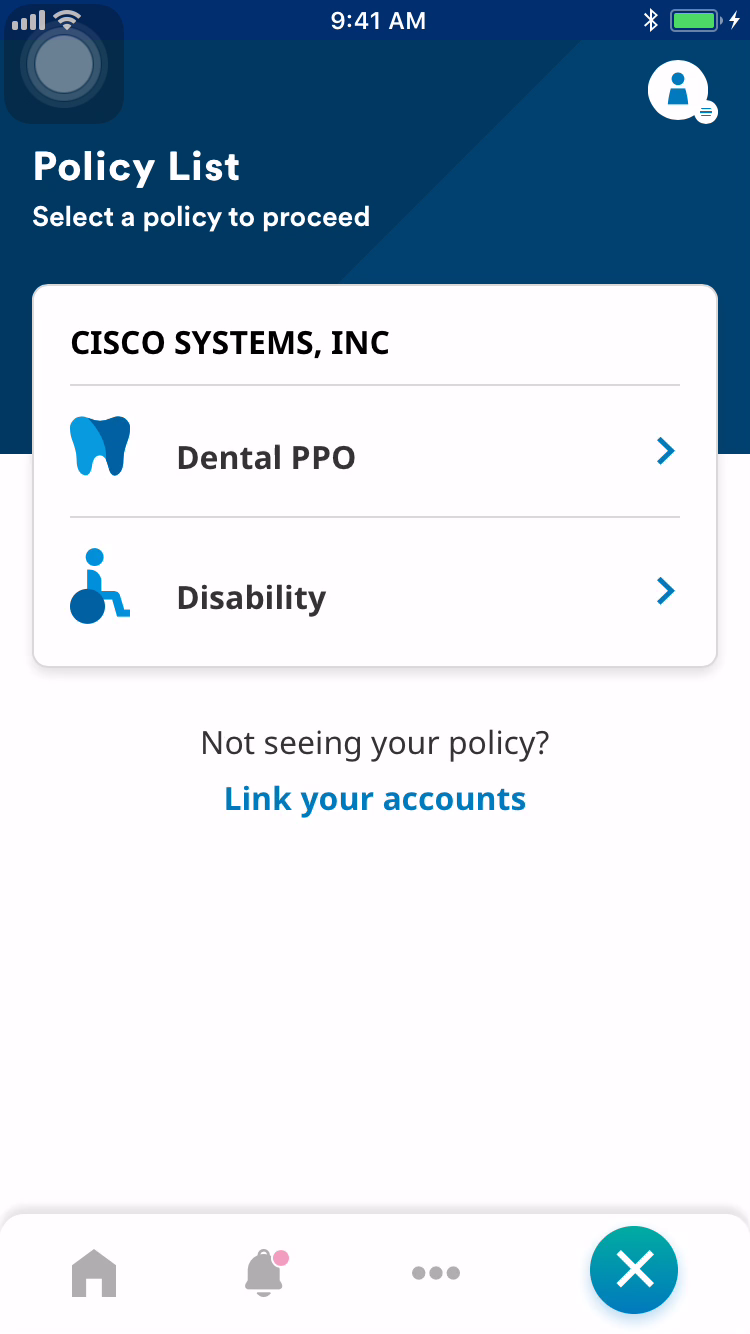 9:41 AM
Policy List
Select a policy to proceed
CISCO SYSTEMS, INC
Dental PPO
Disability
Not seeing your policy?
Link your accounts